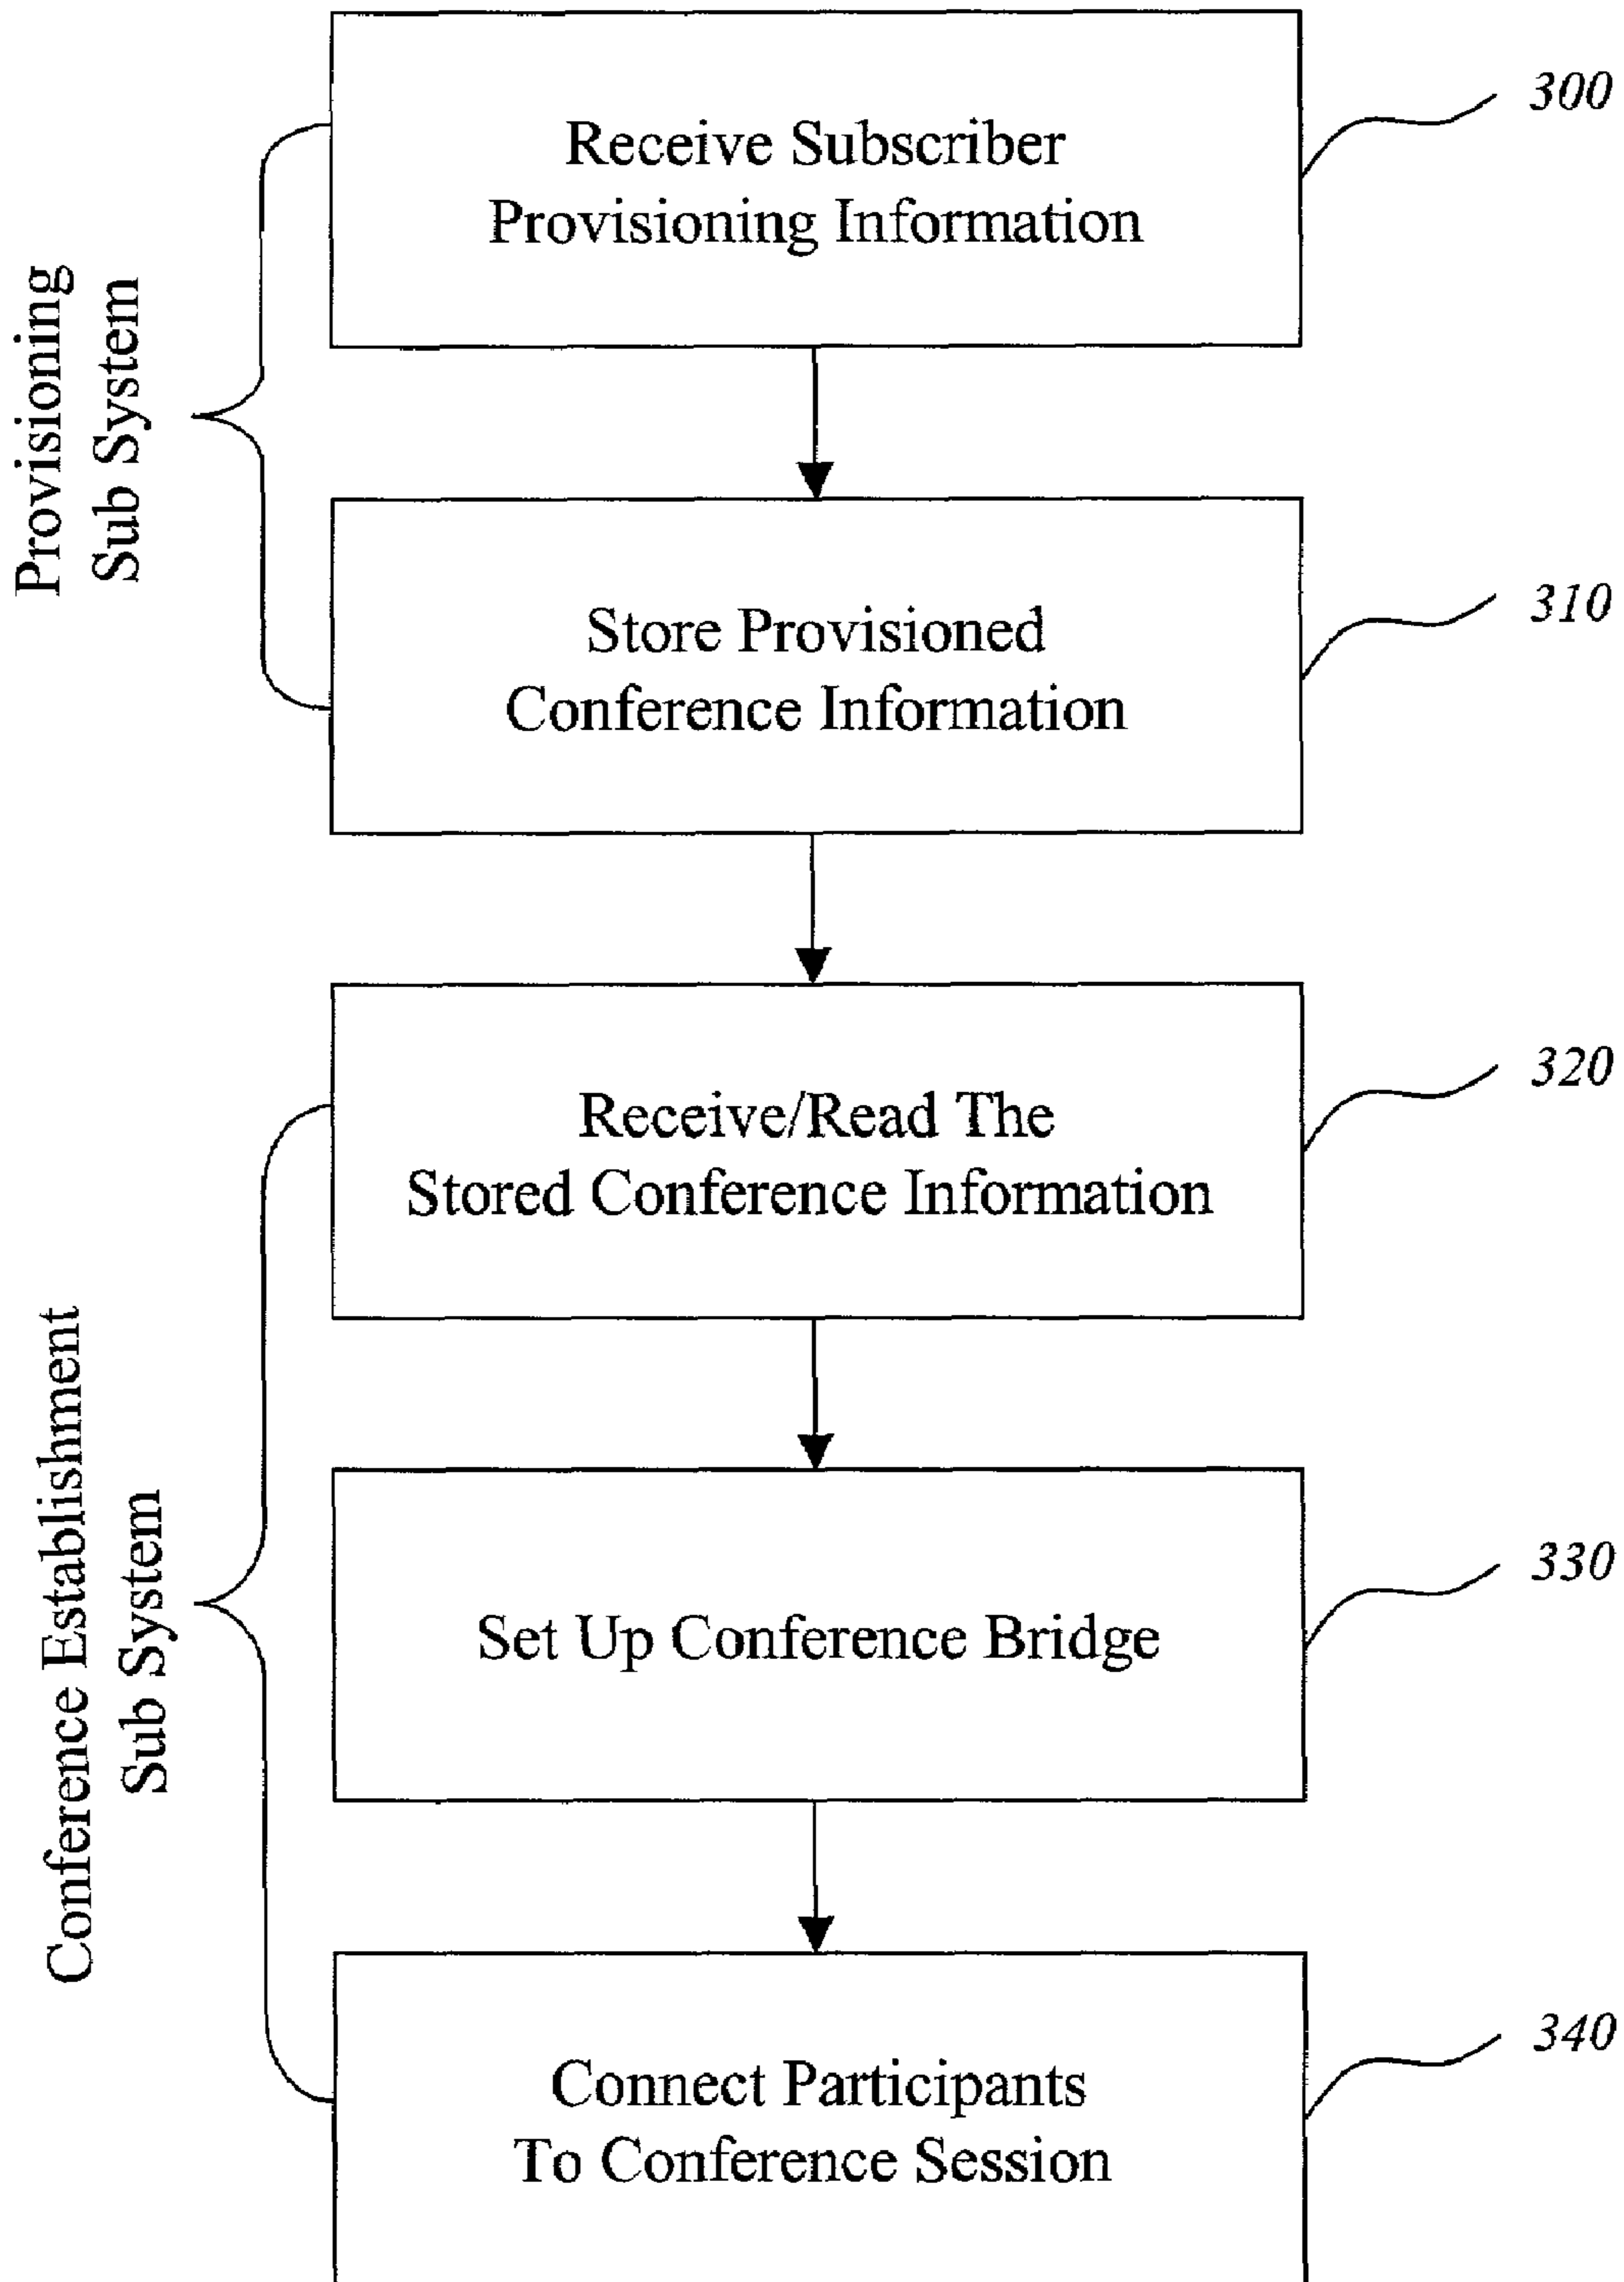 Receive Subscriber
Provisioning Information
300
Provisioning
Sub System
Store Provisioned
Conference Information
310
Receive/Read The
Stored Conference Information
320
Conference Establishment
Sub System
Set Up Conference Bridge
330
Connect Participants
To Conference Session
340